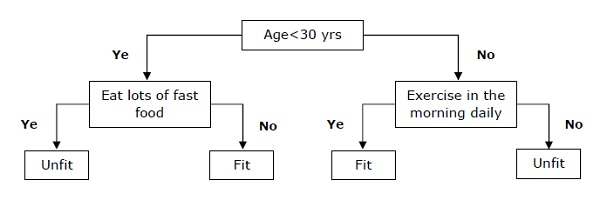 Age<30 yrs
Ye
No
Eat lots of fast
food
Exercise in the
morning daily
Ye
No
Ye
No
Unfit
Fit
Fit
Unfit